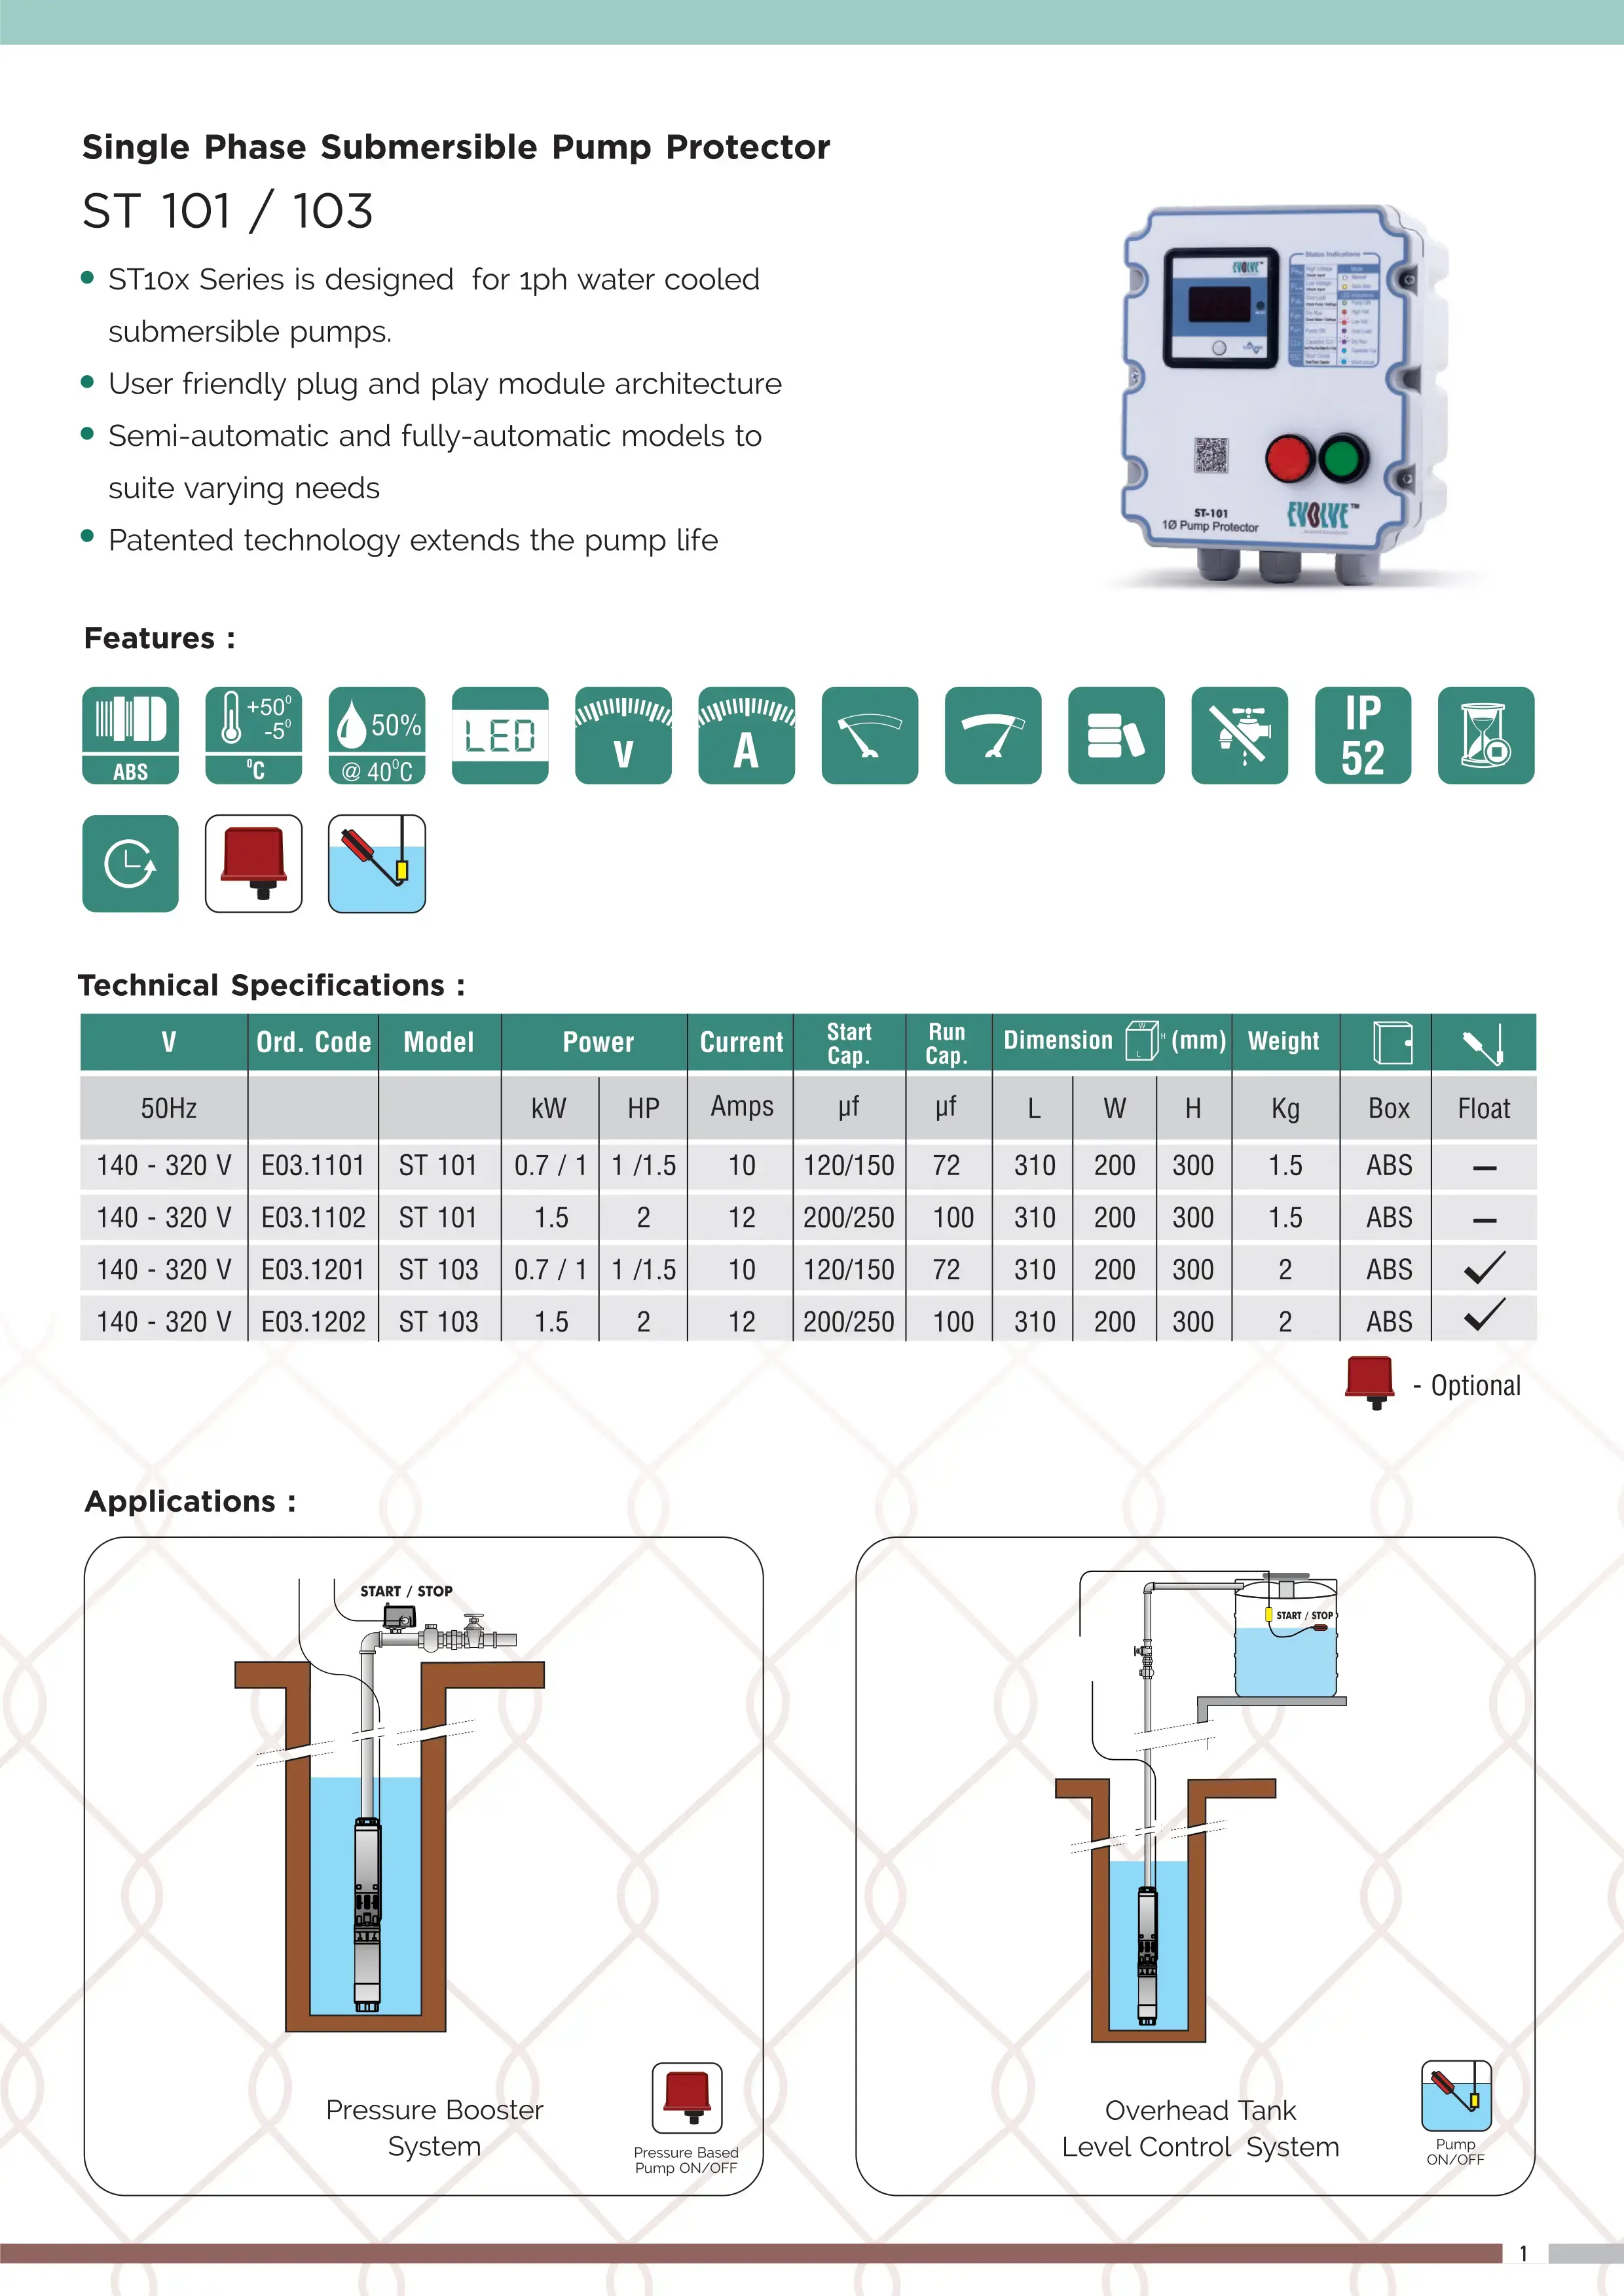 Single Phase Submersible Pump Protector
ST 101 / 103
ST10x Series is designed for 1ph water cooled
submersible pumps.
User friendly plug and play module architecture
Semi-automatic and fully-automatic models to
suite varying needs
Patented technology extends the pump life
EVOLVE™
Status Indications
ST-101
1Ø Pump Protector
EVOLVE™
Features :
ABS
+50⁰
-5⁰
⁰C
50%
@ 40⁰C
LED
V
A
IP
52
Technical Specifications :
V Ord. Code Model Power Current Start Cap. Run Cap. Dimension W H L (mm) Weight
50Hz kW HP Amps µf µf L W H Kg Box Float
140 - 320 V E03.1101 ST 101 0.7 / 1 1 /1.5 10 120/150 72 310 200 300 1.5 ABS –
140 - 320 V E03.1102 ST 101 1.5 2 12 200/250 100 310 200 300 1.5 ABS –
140 - 320 V E03.1201 ST 103 0.7 / 1 1 /1.5 10 120/150 72 310 200 300 2 ABS ✓
140 - 320 V E03.1202 ST 103 1.5 2 12 200/250 100 310 200 300 2 ABS ✓
- Optional
Applications :
START / STOP
Pressure Booster
System
Pressure Based
Pump ON/OFF
START / STOP
Overhead Tank
Level Control System
Pump
ON/OFF
1